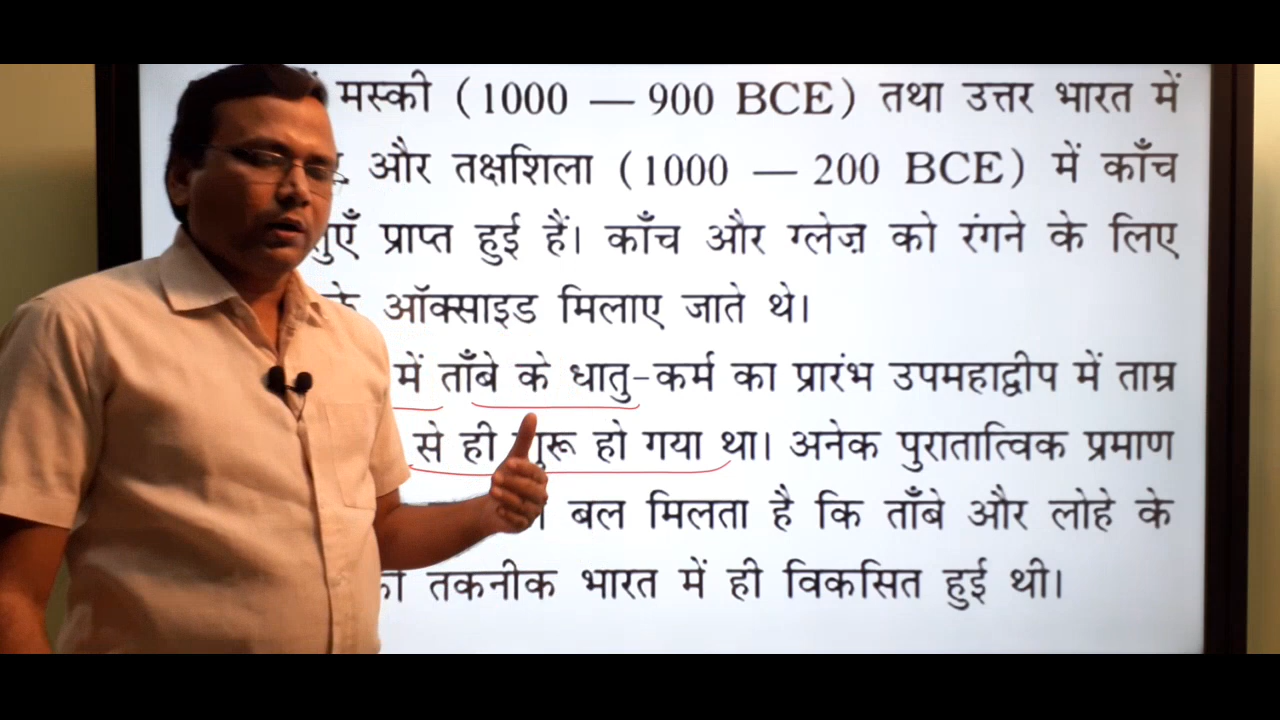 मस्की (1000 — 900 BCE) तथा उत्तर भारत में
और तक्षशिला (1000 — 200 BCE) में काँच
प्राप्त हुई हैं। काँच और ग्लेज़ को रंगने के लिए
ऑक्साइड मिलाए जाते थे।
में ताँबे के धातु-कर्म का प्रारंभ उपमहाद्वीप में ताम्र
से ही शुरू हो गया था। अनेक पुरातात्विक प्रमाण
बल मिलता है कि ताँबे और लोहे के
तकनीक भारत में ही विकसित हुई थी।